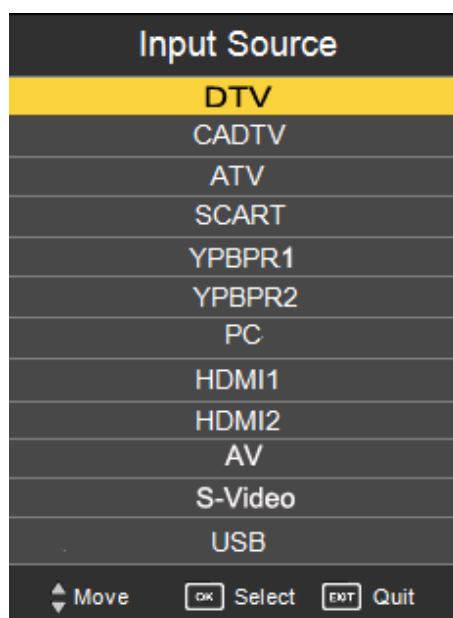 Input Source
DTV
CADTV
ATV
SCART
YPBPR1
YPBPR2
PC
HDMI1
HDMI2
AV
S-Video
USB
Move OK Select EXIT Quit